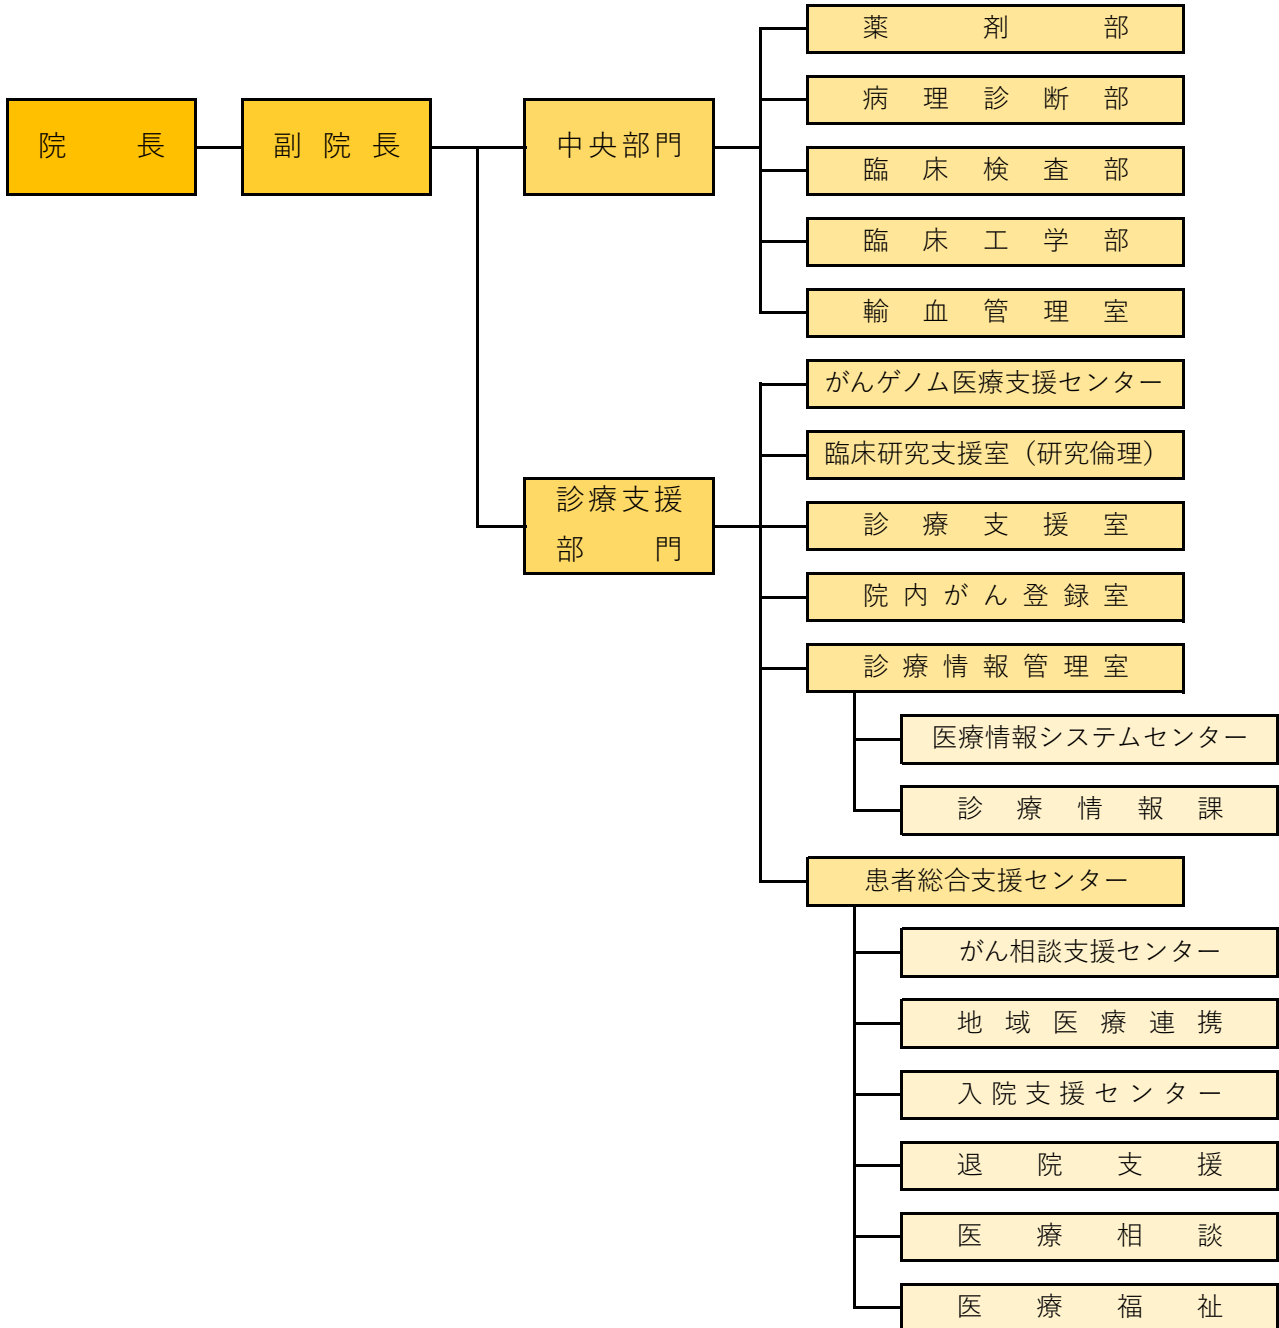 院長
副院長
中央部門
薬剤部
病理診断部
臨床検査部
臨床工学部
輸血管理室
診療支援
部門
がんゲノム医療支援センター
臨床研究支援室（研究倫理）
診療支援室
院内がん登録室
診療情報管理室
医療情報システムセンター
診療情報課
患者総合支援センター
がん相談支援センター
地域医療連携
入院支援センター
退院支援
医療相談
医療福祉